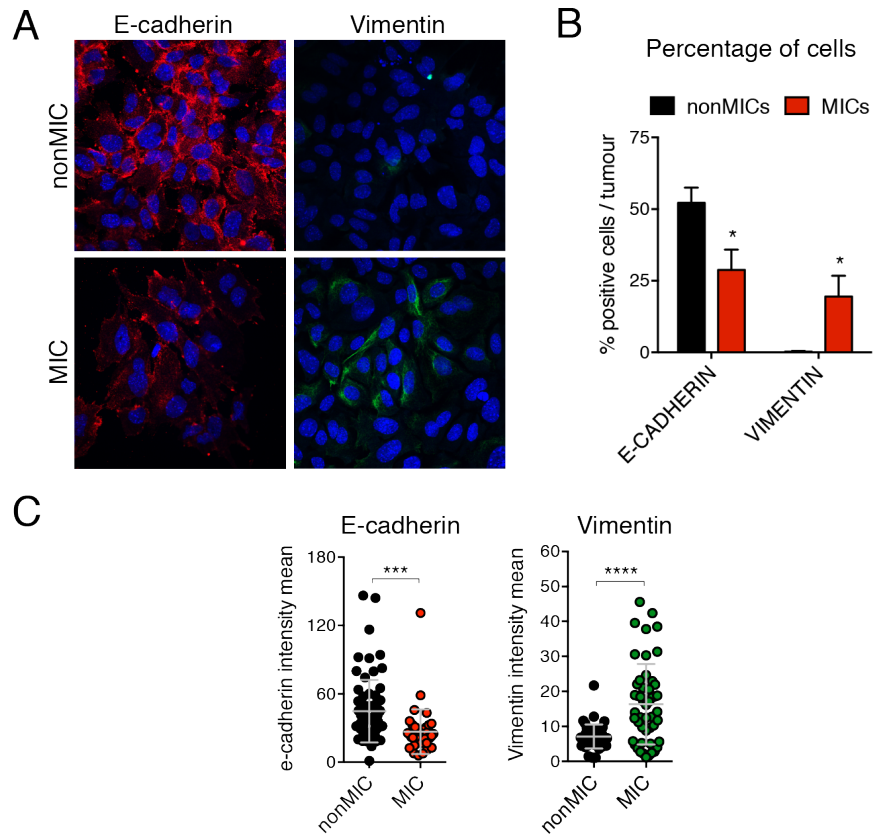 A
E-cadherin
Vimentin
nonMIC
MIC
B
Percentage of cells
nonMICs
MICs
% positive cells / tumour
75
50
25
0
*
*
E-CADHERIN
VIMENTIN
C
E-cadherin
e-cadherin intensity mean
180
120
60
0
***
nonMIC
MIC
Vimentin
Vimentin intensity mean
60
50
40
30
20
10
0
****
nonMIC
MIC